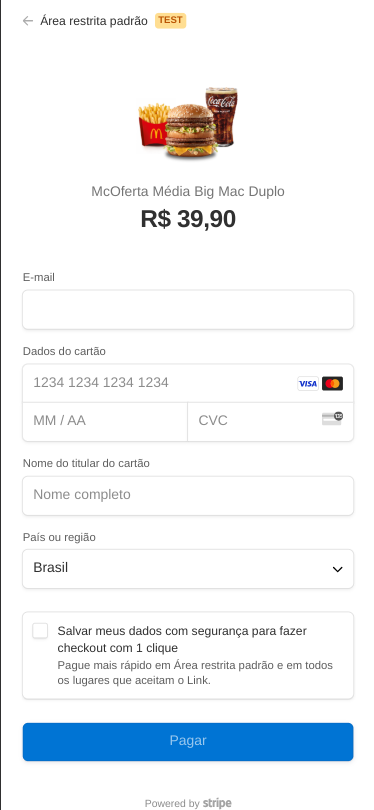 Área restrita padrão TEST
Coca-Cola
McOferta Média Big Mac Duplo
R$ 39,90
E-mail
Dados do cartão
1234 1234 1234 1234 VISA
MM / AA CVC
Nome do titular do cartão
Nome completo
País ou região
Brasil
Salvar meus dados com segurança para fazer
checkout com 1 clique
Pague mais rápido em Área restrita padrão e em todos
os lugares que aceitam o Link.
Pagar
Powered by stripe